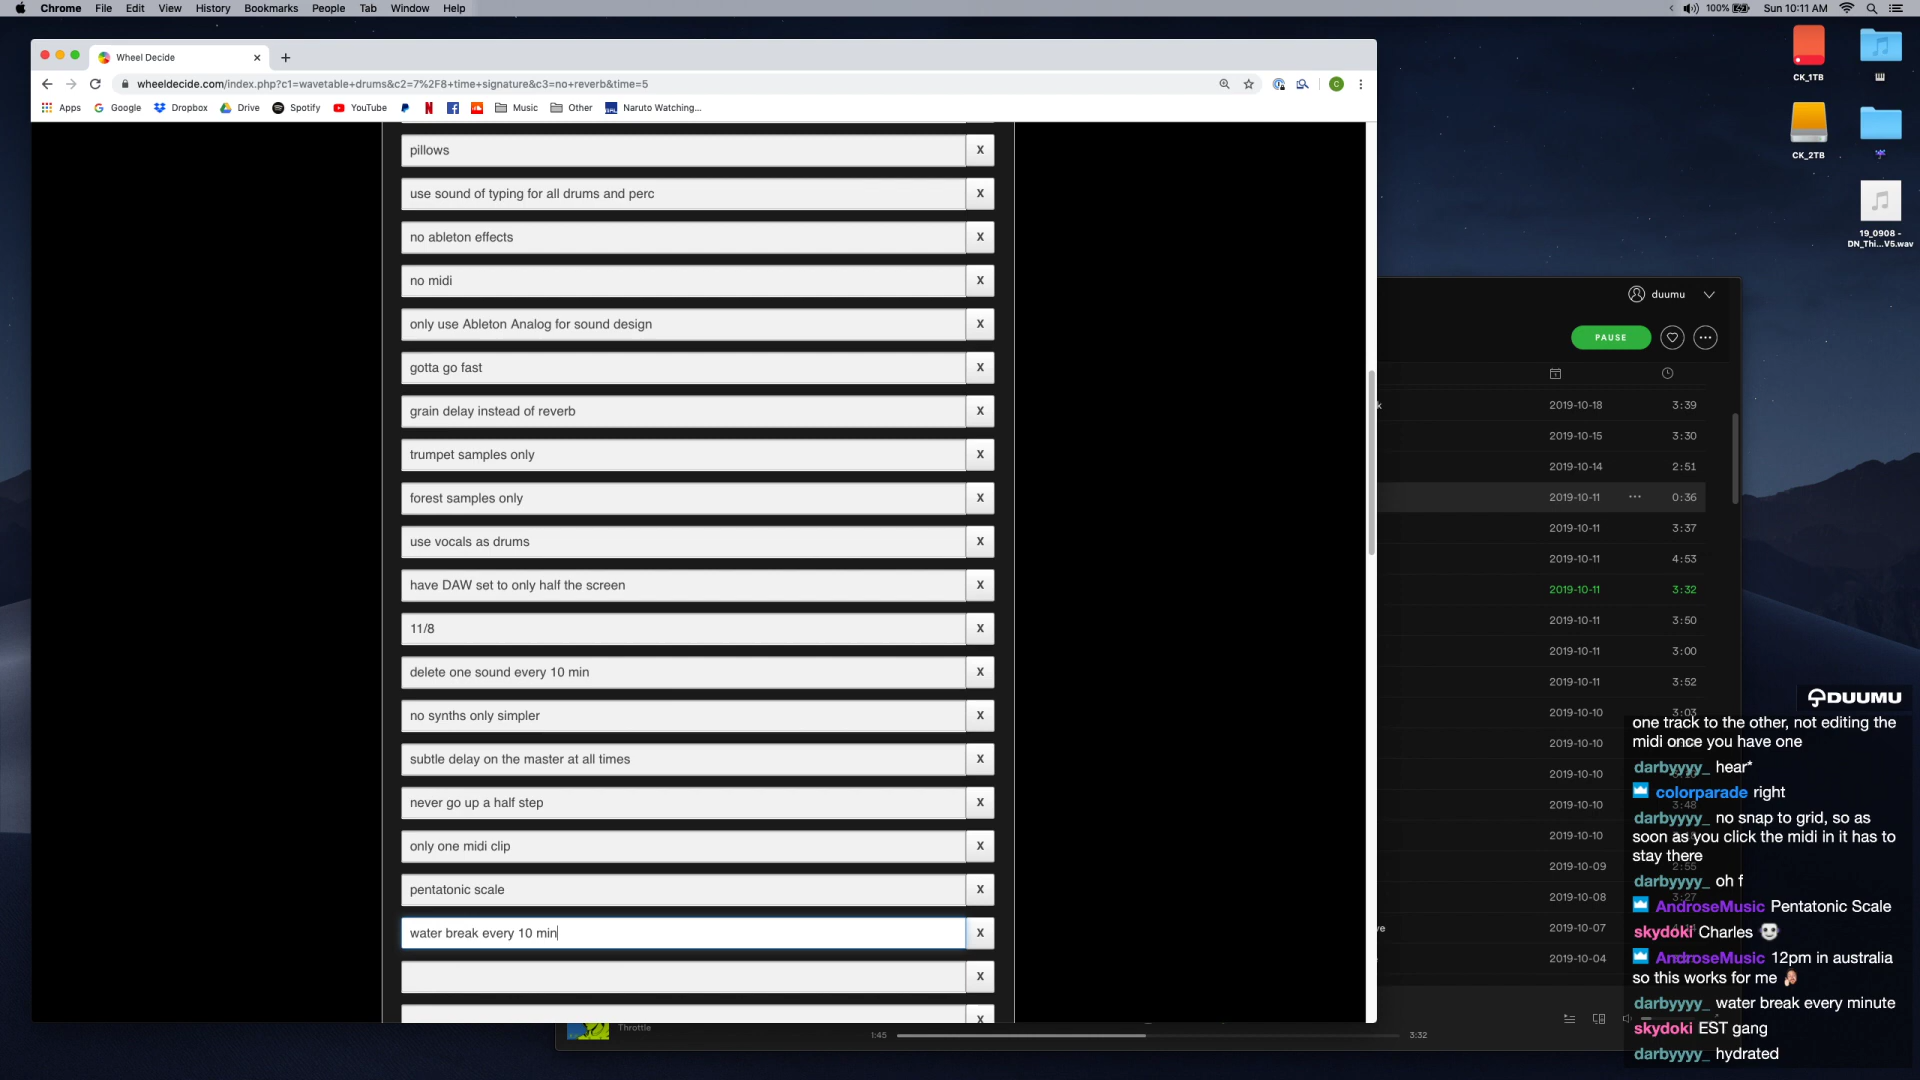 Chrome File Edit View History Bookmarks People Tab Window Help
100% Sun 10:11 AM
Wheel Decide
wheeldecide.com/index.php?c1=wavetable+drums&c2=7%2F8+time+signature&c3=no+reverb&time=5
Apps Google Dropbox Drive Spotify YouTube Music Other Naruto Watching...
pillows X
use sound of typing for all drums and perc X
no ableton effects X
no midi X
only use Ableton Analog for sound design X
gotta go fast X
grain delay instead of reverb X
trumpet samples only X
forest samples only X
use vocals as drums X
have DAW set to only half the screen X
11/8 X
delete one sound every 10 min X
no synths only simpler X
subtle delay on the master at all times X
never go up a half step X
only one midi clip X
pentatonic scale X
water break every 10 min X
X
X
CK_1TB
CK_2TB
19_0908 -
DN_Thi...V5.wav
duumu
PAUSE
k 2019-10-18 3:39
2019-10-15 3:30
2019-10-14 2:51
2019-10-11 0:36
2019-10-11 3:37
2019-10-11 4:53
2019-10-11 3:32
2019-10-11 3:50
2019-10-11 3:00
2019-10-11 3:52
2019-10-10 3:03
2019-10-10
2019-10-10
2019-10-10 3:48
2019-10-10
2019-10-09 2:55
2019-10-08 3:27
ve 2019-10-07
2019-10-04
Throttle
1:45 3:32
DUUMU
one track to the other, not editing the
midi once you have one
darbyyyy_ hear*
colorparade right
darbyyyy_ no snap to grid, so as
soon as you click the midi in it has to
stay there
darbyyyy_ oh f
AndroseMusic Pentatonic Scale
skydoki Charles
AndroseMusic 12pm in australia
so this works for me
darbyyyy_ water break every minute
skydoki EST gang
darbyyyy_ hydrated